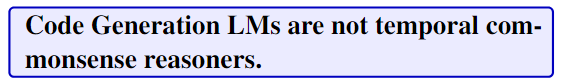 Code Generation LMs are not temporal com-
monsense reasoners.